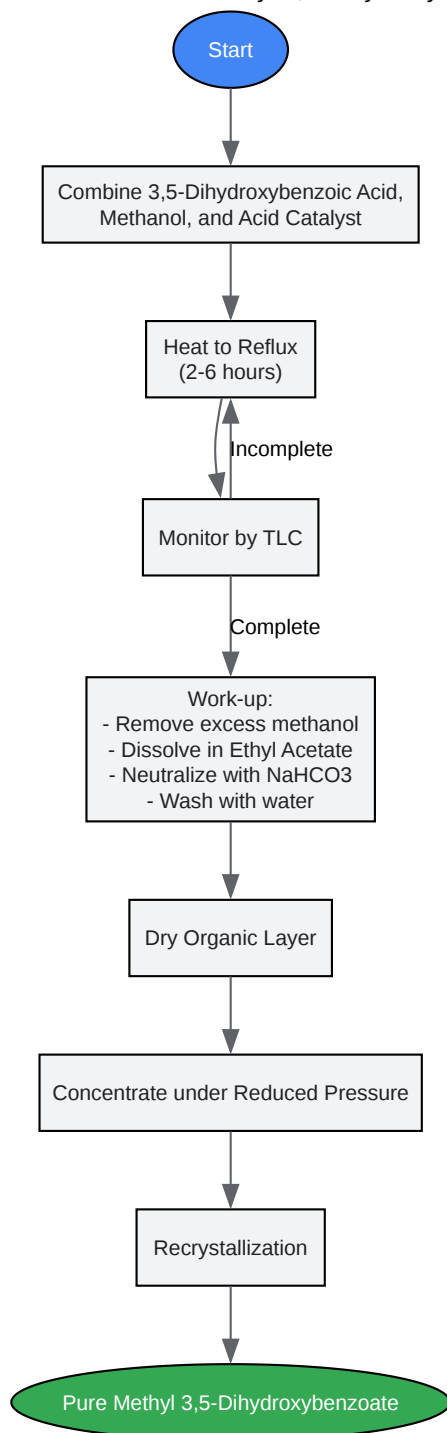 Start
Combine 3,5-Dihydroxybenzoic Acid,
Methanol, and Acid Catalyst
Heat to Reflux
(2-6 hours)
Incomplete
Monitor by TLC
Complete
Work-up:
- Remove excess methanol
- Dissolve in Ethyl Acetate
- Neutralize with NaHCO3
- Wash with water
Dry Organic Layer
Concentrate under Reduced Pressure
Recrystallization
Pure Methyl 3,5-Dihydroxybenzoate